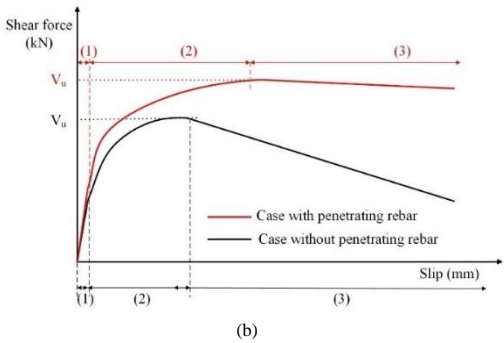 Shear force
(kN)
(1)
(2)
(3)
Vu
Vu
Case with penetrating rebar
Case without penetrating rebar
Slip (mm)
(1)
(2)
(3)
(b)